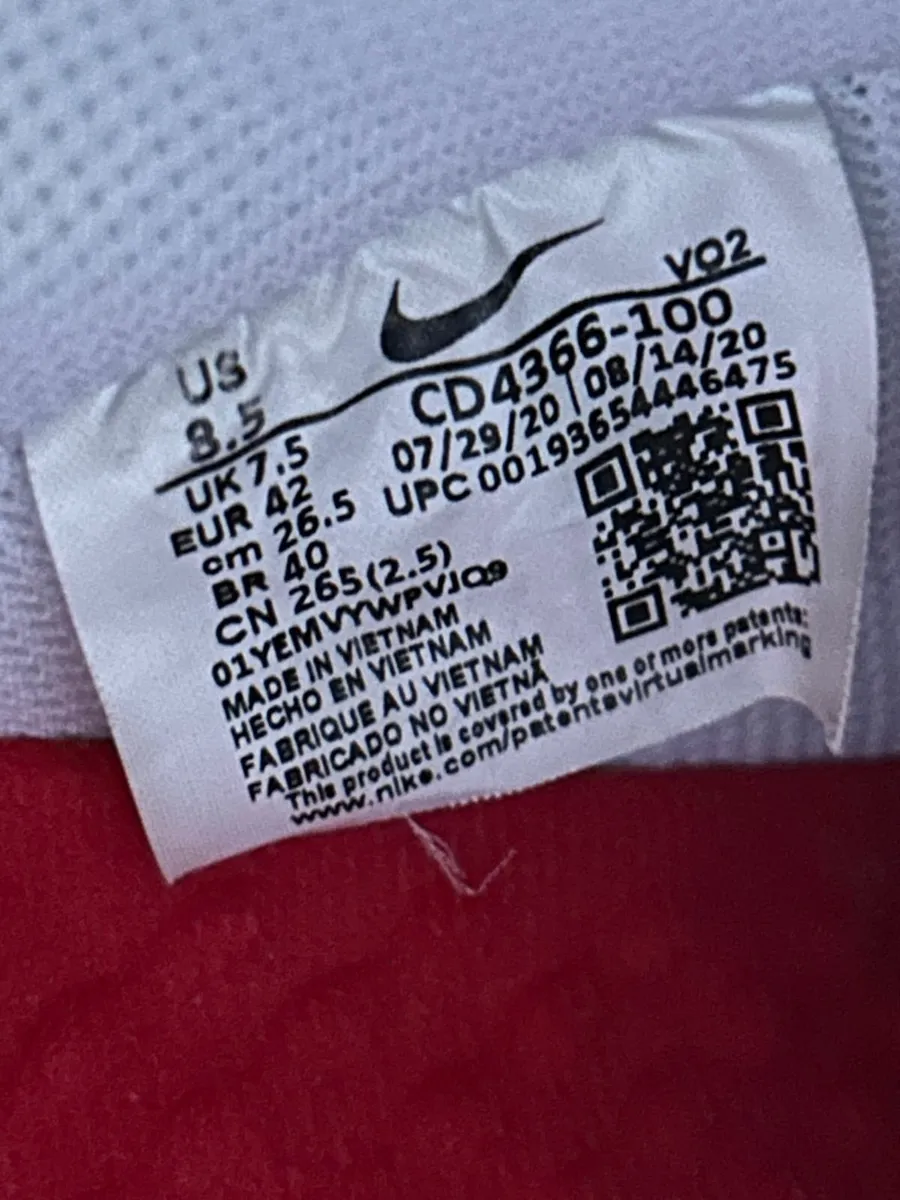 US
8.5
VO2
CD4366-100
07/29/20 | 08/14/20
UPC 00193654446475
UK 7.5
EUR 42
cm 26.5
BR 40
CN 265(2.5)
01YEMVYWPVJQ9
MADE IN VIETNAM
HECHO EN VIETNAM
FABRIQUE AU VIETNAM
FABRICADO NO VIETNÃ
This product is covered by one or more patents:
www.nike.com/patentsvirtualmarking